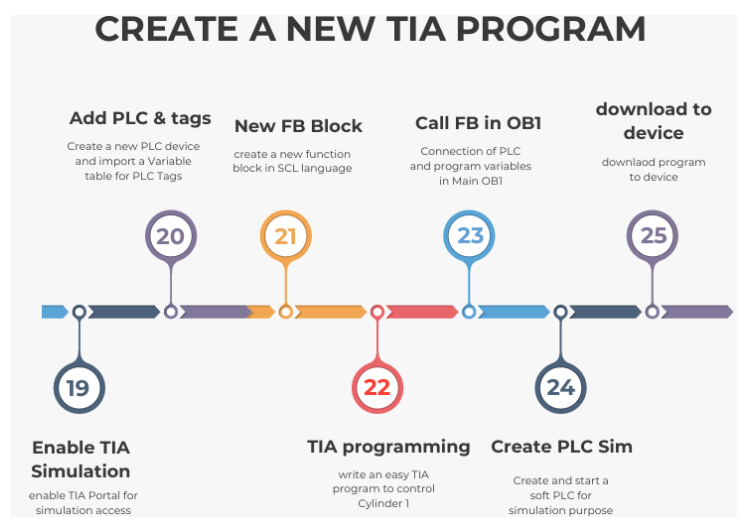 CREATE A NEW TIA PROGRAM
Add PLC & tags
Create a new PLC device
and import a Variable
table for PLC Tags
New FB Block
create a new function
block in SCL language
Call FB in OB1
Connection of PLC
and program variables
in Main OB1
download to
device
downlaod program
to device
20
21
23
25
19
22
24
Enable TIA
Simulation
enable TIA Portal for
simulation access
TIA programming
write an easy TIA
program to control
Cylinder 1
Create PLC Sim
Create and start a
soft PLC for
simulation purpose